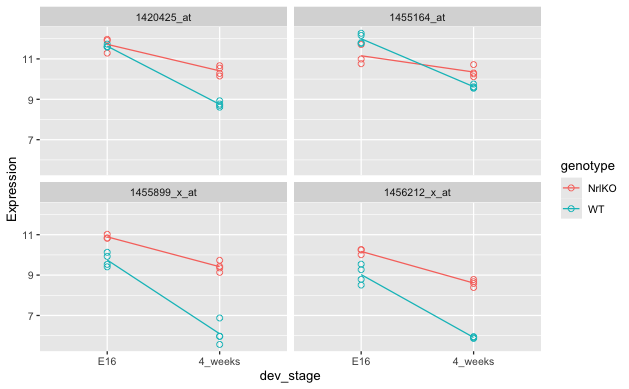 1420425_at
1455164_at
11
9
7
1455899_x_at
1456212_x_at
11
9
7
E16
4_weeks
E16
4_weeks
dev_stage
Expression
genotype
NrlKO
WT